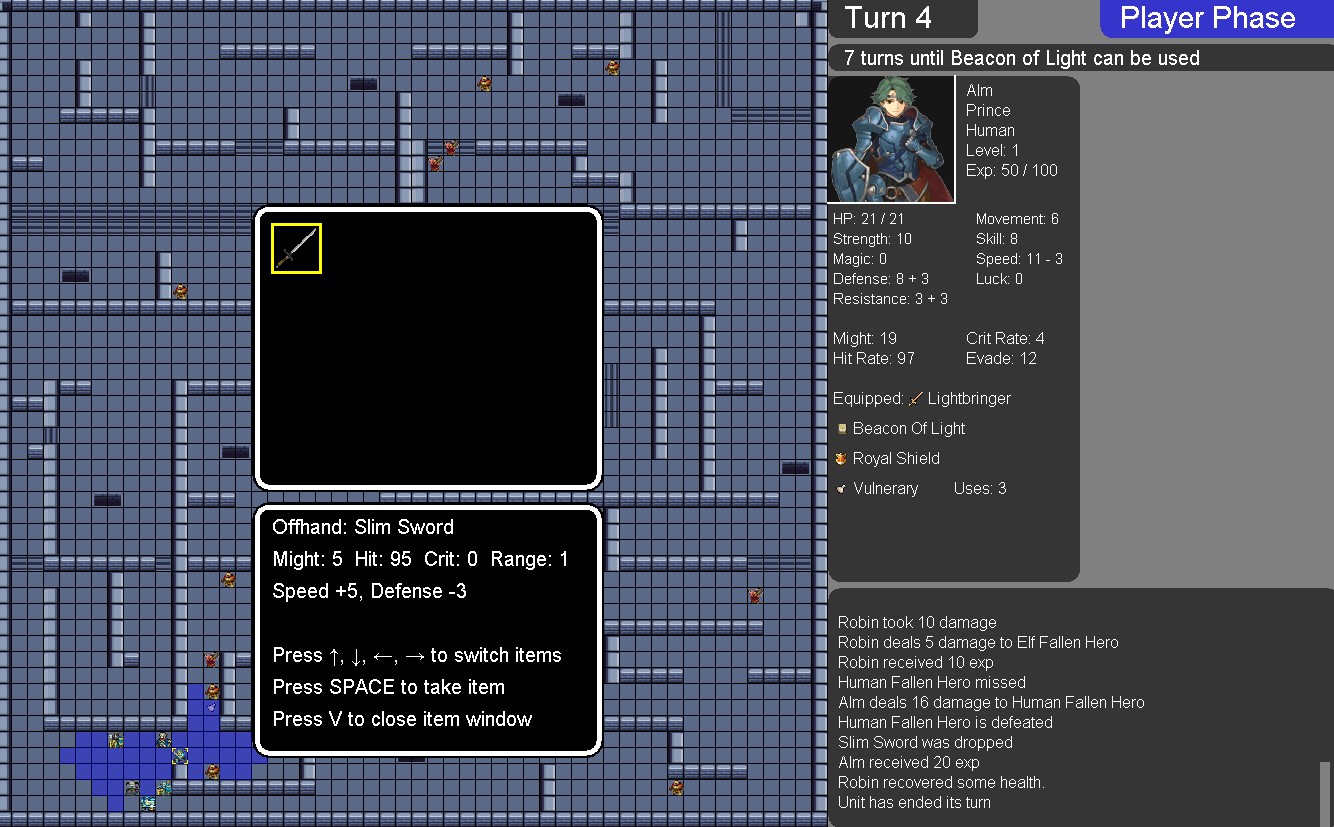 Turn 4
Player Phase
7 turns until Beacon of Light can be used
Alm
Prince
Human
Level: 1
Exp: 50 / 100
HP: 21 / 21
Movement: 6
Strength: 10
Skill: 8
Magic: 0
Speed: 11 - 3
Defense: 8 + 3
Luck: 0
Resistance: 3 + 3
Might: 19
Crit Rate: 4
Hit Rate: 97
Evade: 12
Equipped: Lightbringer
Beacon Of Light
Royal Shield
Vulnerary Uses: 3
Offhand: Slim Sword
Might: 5 Hit: 95 Crit: 0 Range: 1
Speed +5, Defense -3
Press ↑, ↓, ←, → to switch items
Press SPACE to take item
Press V to close item window
Robin took 10 damage
Robin deals 5 damage to Elf Fallen Hero
Robin received 10 exp
Human Fallen Hero missed
Alm deals 16 damage to Human Fallen Hero
Human Fallen Hero is defeated
Slim Sword was dropped
Alm received 20 exp
Robin recovered some health.
Unit has ended its turn